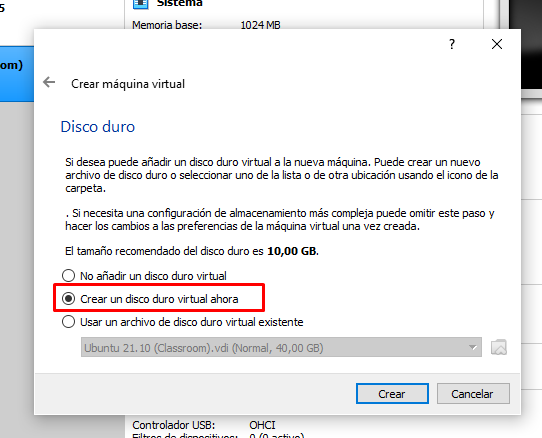 Sistema
5
Memoria base: 1024 MB
oom)
?
Crear máquina virtual
Disco duro
Si desea puede añadir un disco duro virtual a la nueva máquina. Puede crear un nuevo
archivo de disco duro o seleccionar uno de la lista o de otra ubicación usando el icono de la
carpeta.
. Si necesita una configuración de almacenamiento más compleja puede omitir este paso y
hacer los cambios a las preferencias de la máquina virtual una vez creada.
El tamaño recomendado del disco duro es 10,00 GB.
No añadir un disco duro virtual
Crear un disco duro virtual ahora
Usar un archivo de disco duro virtual existente
Ubuntu 21.10 (Classroom).vdi (Normal, 40,00 GB)
Crear Cancelar
Controlador USB: OHCI
Filtros de dispositivos: 0 (0 activo)